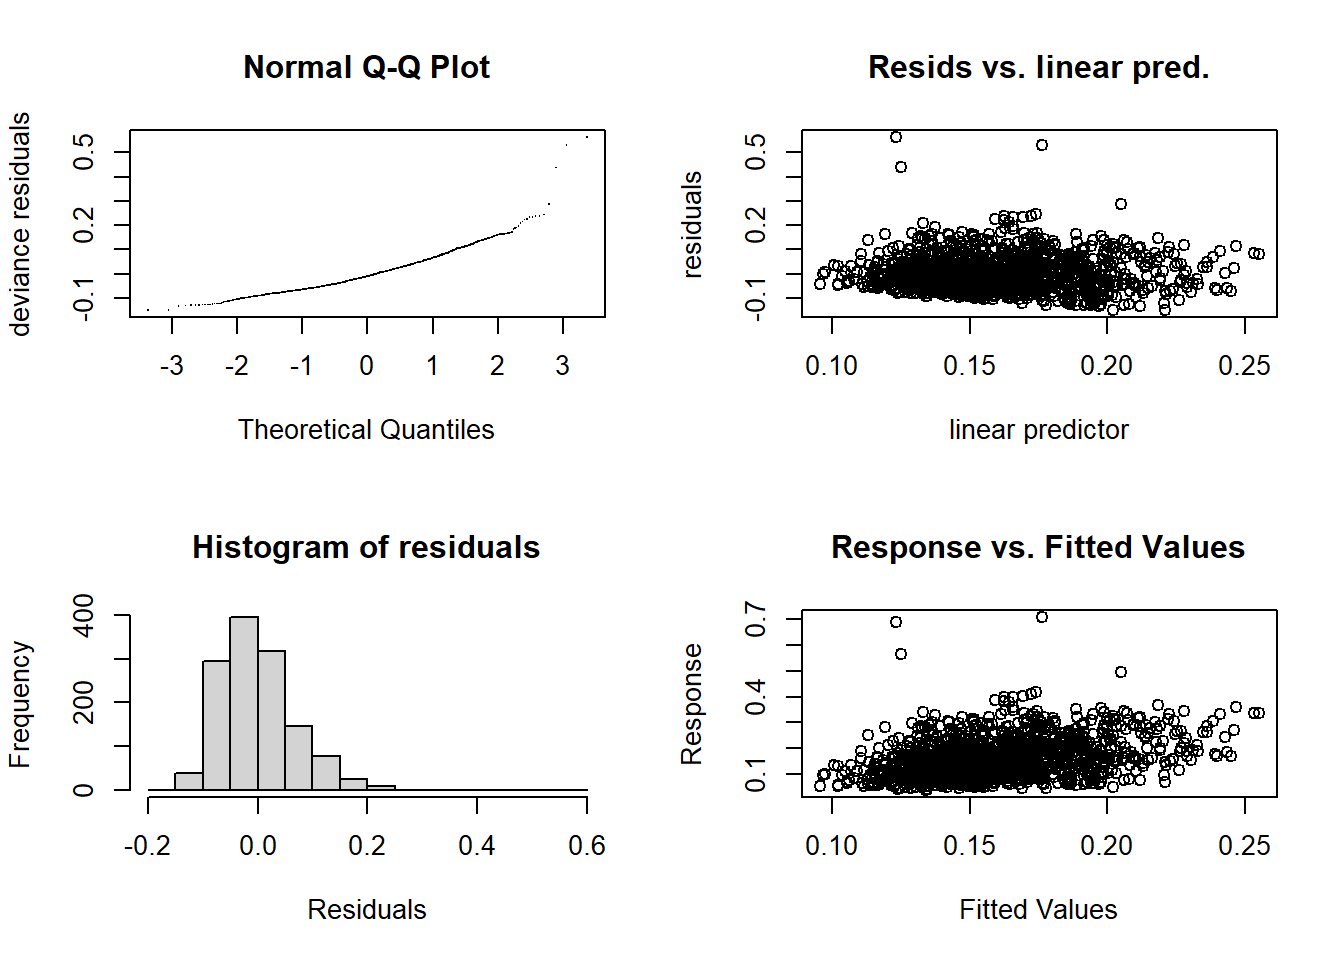 Normal Q-Q Plot
deviance residuals
-0.1 0.2 0.5
-3 -2 -1 0 1 2 3
Theoretical Quantiles
Resids vs. linear pred.
residuals
-0.1 0.2 0.5
0.10 0.15 0.20 0.25
linear predictor
Histogram of residuals
Frequency
0 200 400
-0.2 0.0 0.2 0.4 0.6
Residuals
Response vs. Fitted Values
Response
0.1 0.4 0.7
0.10 0.15 0.20 0.25
Fitted Values